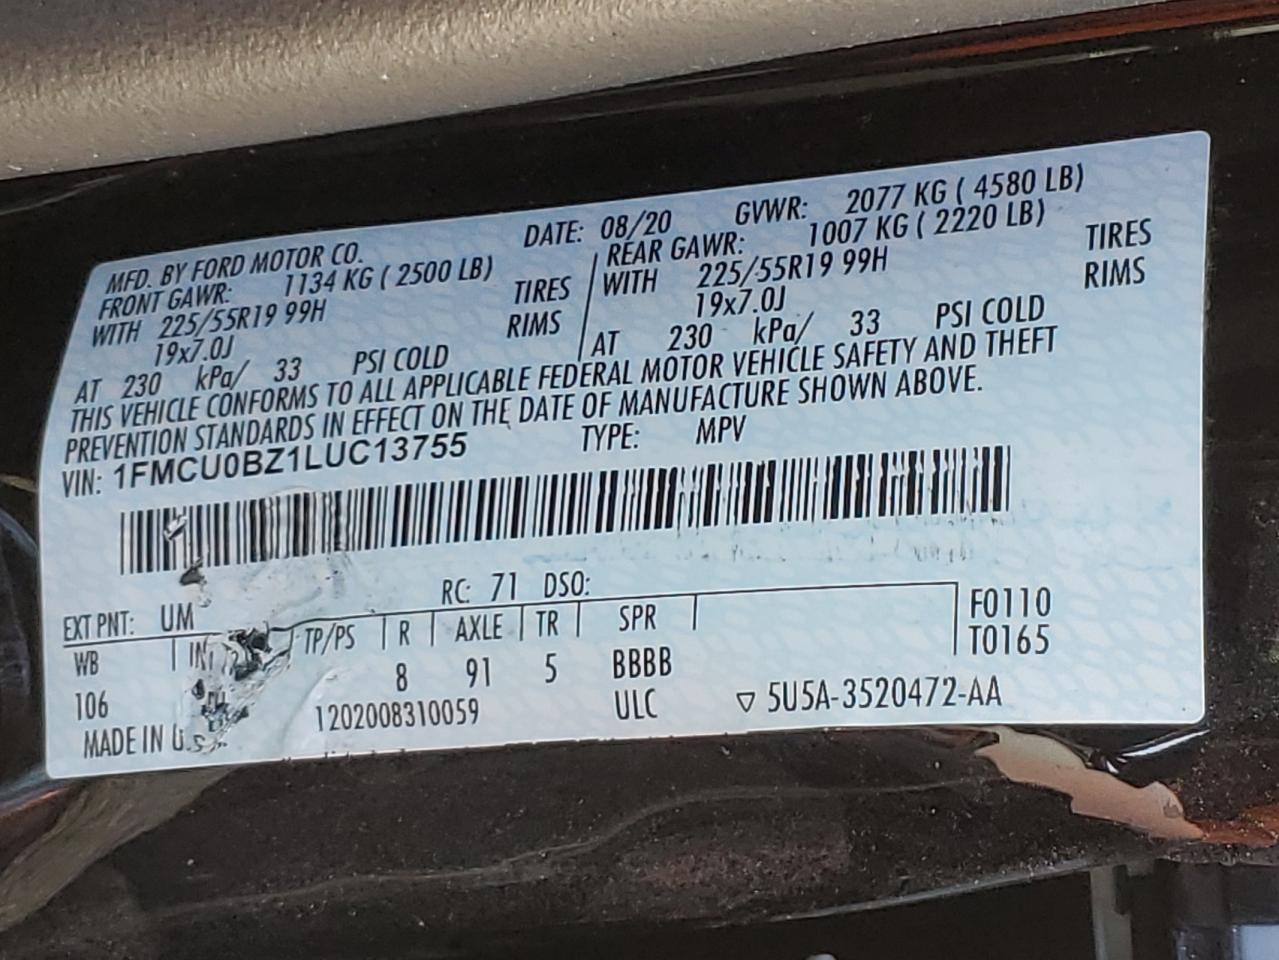 MFD. BY FORD MOTOR CO.
DATE: 08/20
GVWR: 2077 KG ( 4580 LB)
FRONT GAWR: 1134 KG ( 2500 LB)
WITH 225/55R19 99H TIRES
19x7.0J RIMS
AT 230 kPa/ 33 PSI COLD
REAR GAWR: 1007 KG ( 2220 LB)
WITH 225/55R19 99H TIRES
19x7.0J RIMS
AT 230 kPa/ 33 PSI COLD
THIS VEHICLE CONFORMS TO ALL APPLICABLE FEDERAL MOTOR VEHICLE SAFETY AND THEFT
PREVENTION STANDARDS IN EFFECT ON THE DATE OF MANUFACTURE SHOWN ABOVE.
VIN: 1FMCU0BZ1LUC13755 TYPE: MPV
EXT PNT: UM RC: 71 DSO:
WB TP/PS R AXLE TR SPR
106 8 91 5 BBBB
F0110
T0165
MADE IN 1202008310059 ULC ▽ 5U5A-3520472-AA